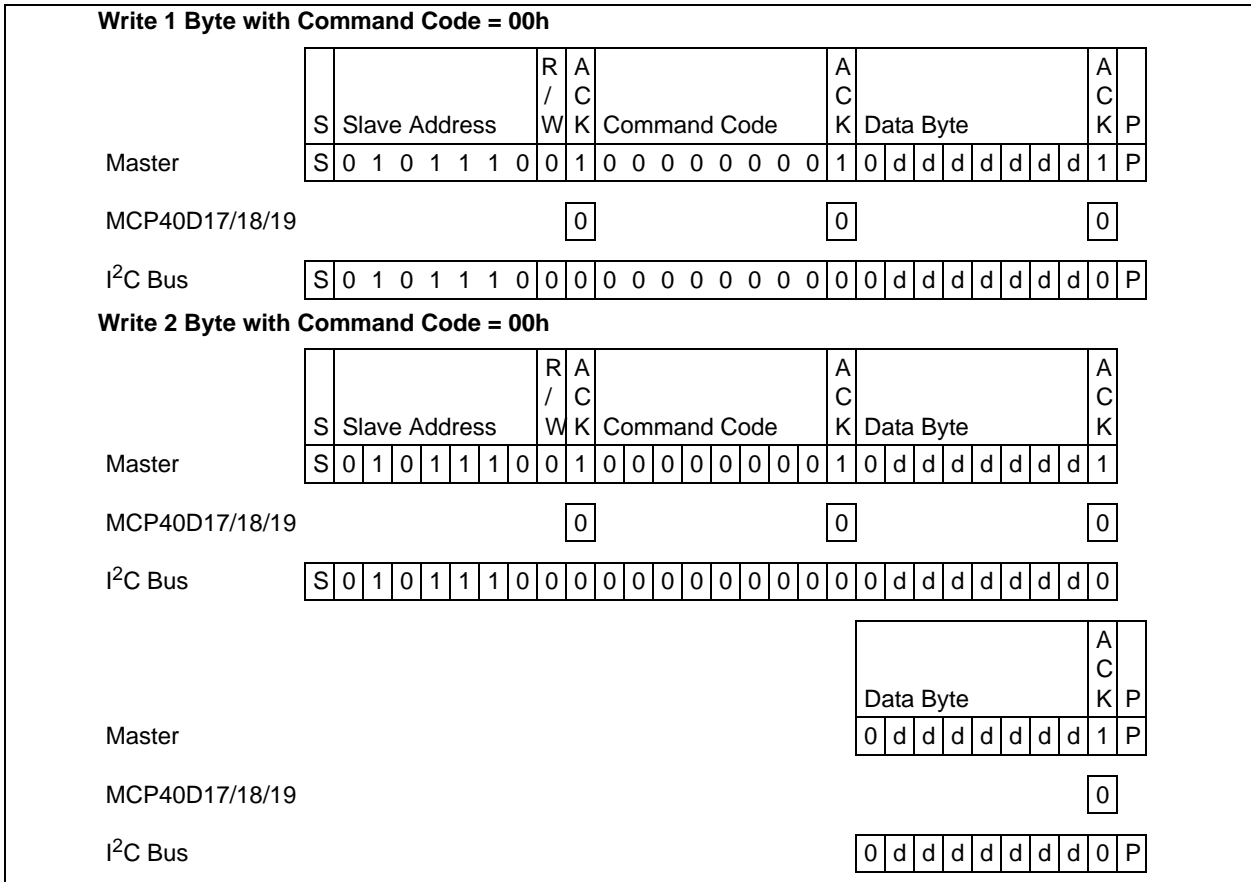 Write 1 Byte with Command Code = 00h
R A A A
/ C C C
S Slave Address W K Command Code K Data Byte K P
Master S 0 1 0 1 1 1 0 0 1 0 0 0 0 0 0 0 0 1 0 d d d d d d d 1 P
MCP40D17/18/19 0 0 0
I2C Bus S 0 1 0 1 1 1 0 0 0 0 0 0 0 0 0 0 0 0 0 d d d d d d d 0 P
Write 2 Byte with Command Code = 00h
R A A A
/ C C C
S Slave Address W K Command Code K Data Byte K
Master S 0 1 0 1 1 1 0 0 1 0 0 0 0 0 0 0 0 1 0 d d d d d d d 1
MCP40D17/18/19 0 0 0
I2C Bus S 0 1 0 1 1 1 0 0 0 0 0 0 0 0 0 0 0 0 0 d d d d d d d 0
A
C
Data Byte K P
Master 0 d d d d d d d 1 P
MCP40D17/18/19 0
I2C Bus 0 d d d d d d d 0 P